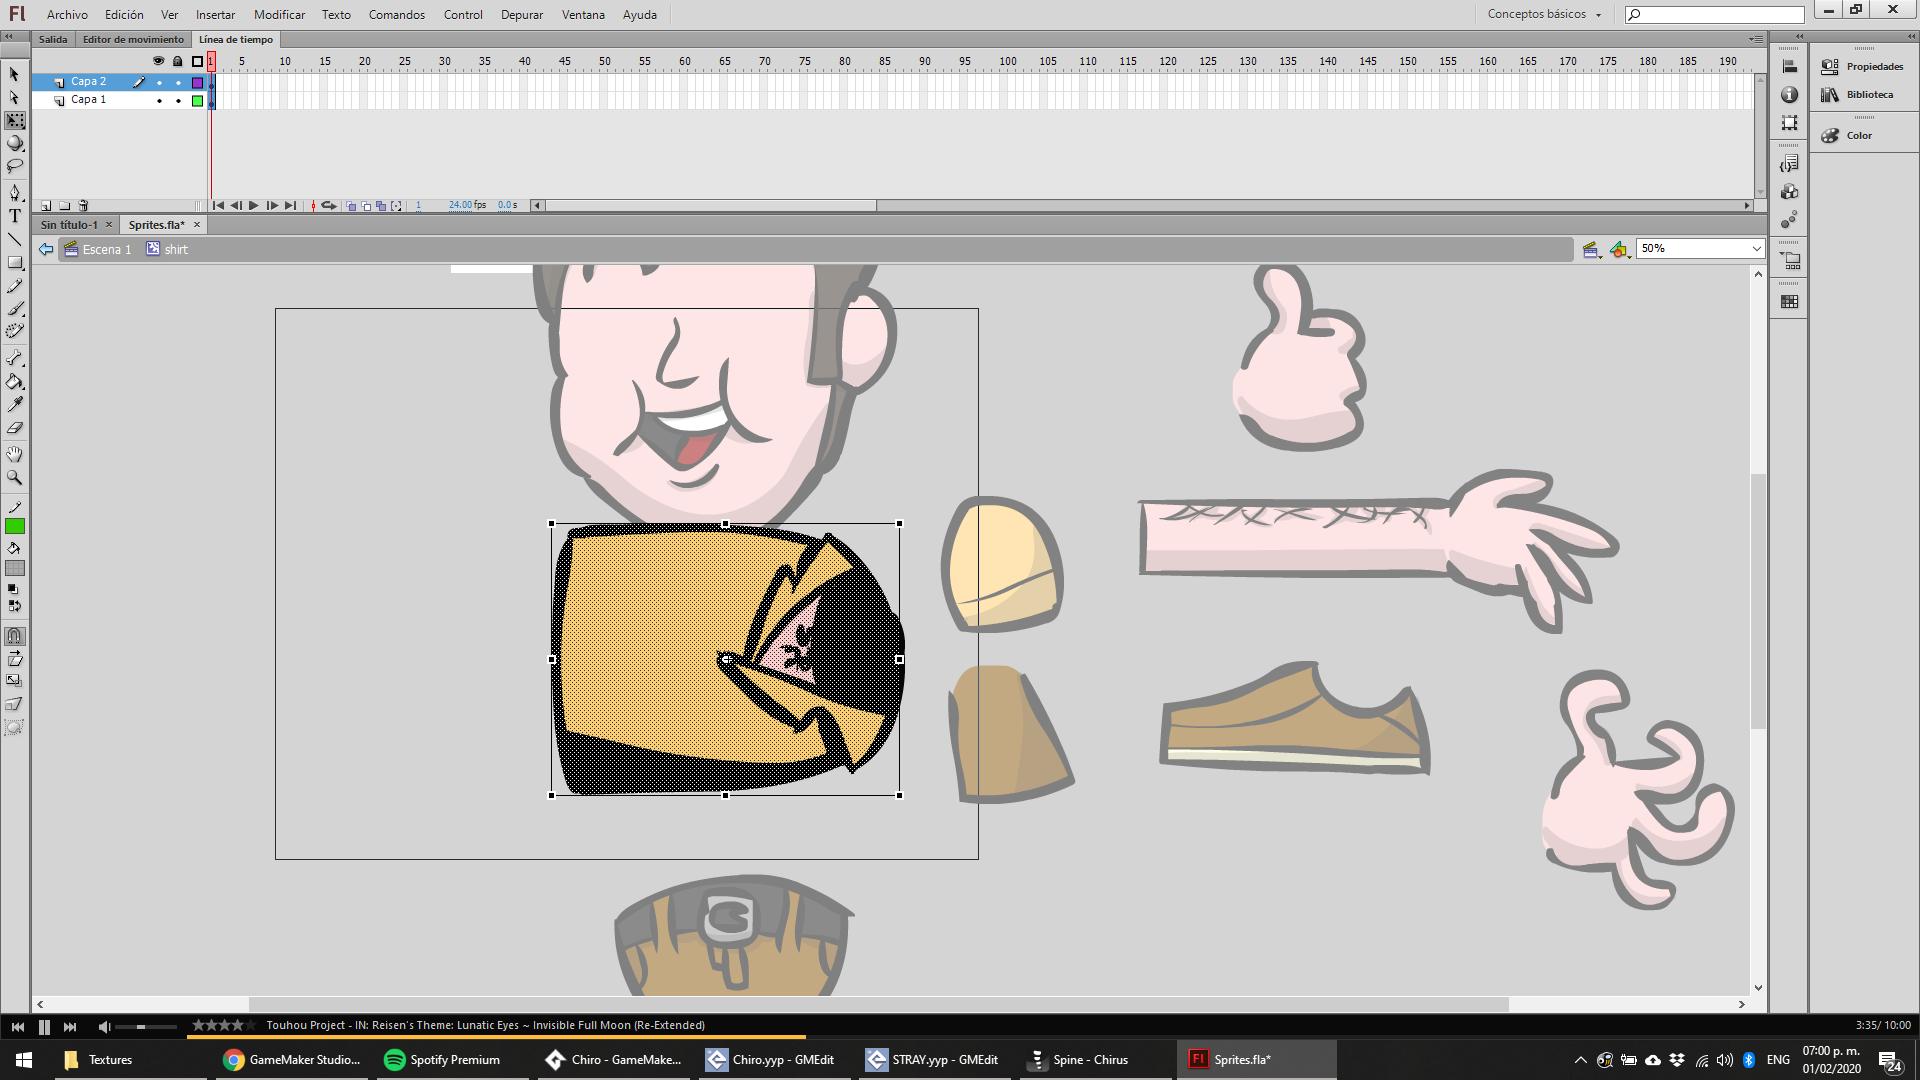 Fl Archivo Edición Ver Insertar Modificar Texto Comandos Control Depurar Ventana Ayuda Conceptos básicos
Salida Editor de movimiento Línea de tiempo
1 5 10 15 20 25 30 35 40 45 50 55 60 65 70 75 80 85 90 95 100 105 110 115 120 125 130 135 140 145 150 155 160 165 170 175 180 185 190
Capa 2
Capa 1
Propiedades
Biblioteca
Color
T
1 24.00 fps 0.0 s
Sin título-1 Sprites.fla*
Escena 1 shirt 50%
Touhou Project - IN: Reisen's Theme: Lunatic Eyes ~ Invisible Full Moon (Re-Extended) 3:35/ 10:00
Textures GameMaker Studio... Spotify Premium Chiro - GameMake... Chiro.yyp - GMEdit STRAY.yyp - GMEdit Spine - Chirus Fl Sprites.fla* ENG 07:00 p. m.
01/02/2020 24